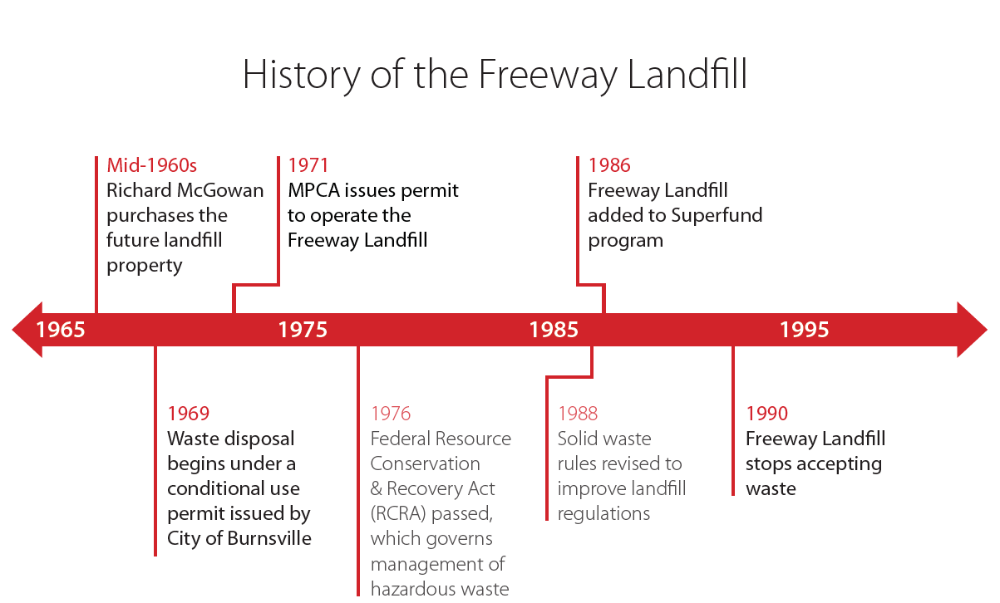 History of the Freeway Landfill
Mid-1960s
Richard McGowan
purchases the
future landfill
property
1971
MPCA issues permit
to operate the
Freeway Landfill
1986
Freeway Landfill
added to Superfund
program
1965
1975
1985
1995
1969
Waste disposal
begins under a
conditional use
permit issued by
City of Burnsville
1976
Federal Resource
Conservation
& Recovery Act
(RCRA) passed,
which governs
management of
hazardous waste
1988
Solid waste
rules revised to
improve landfill
regulations
1990
Freeway Landfill
stops accepting
waste